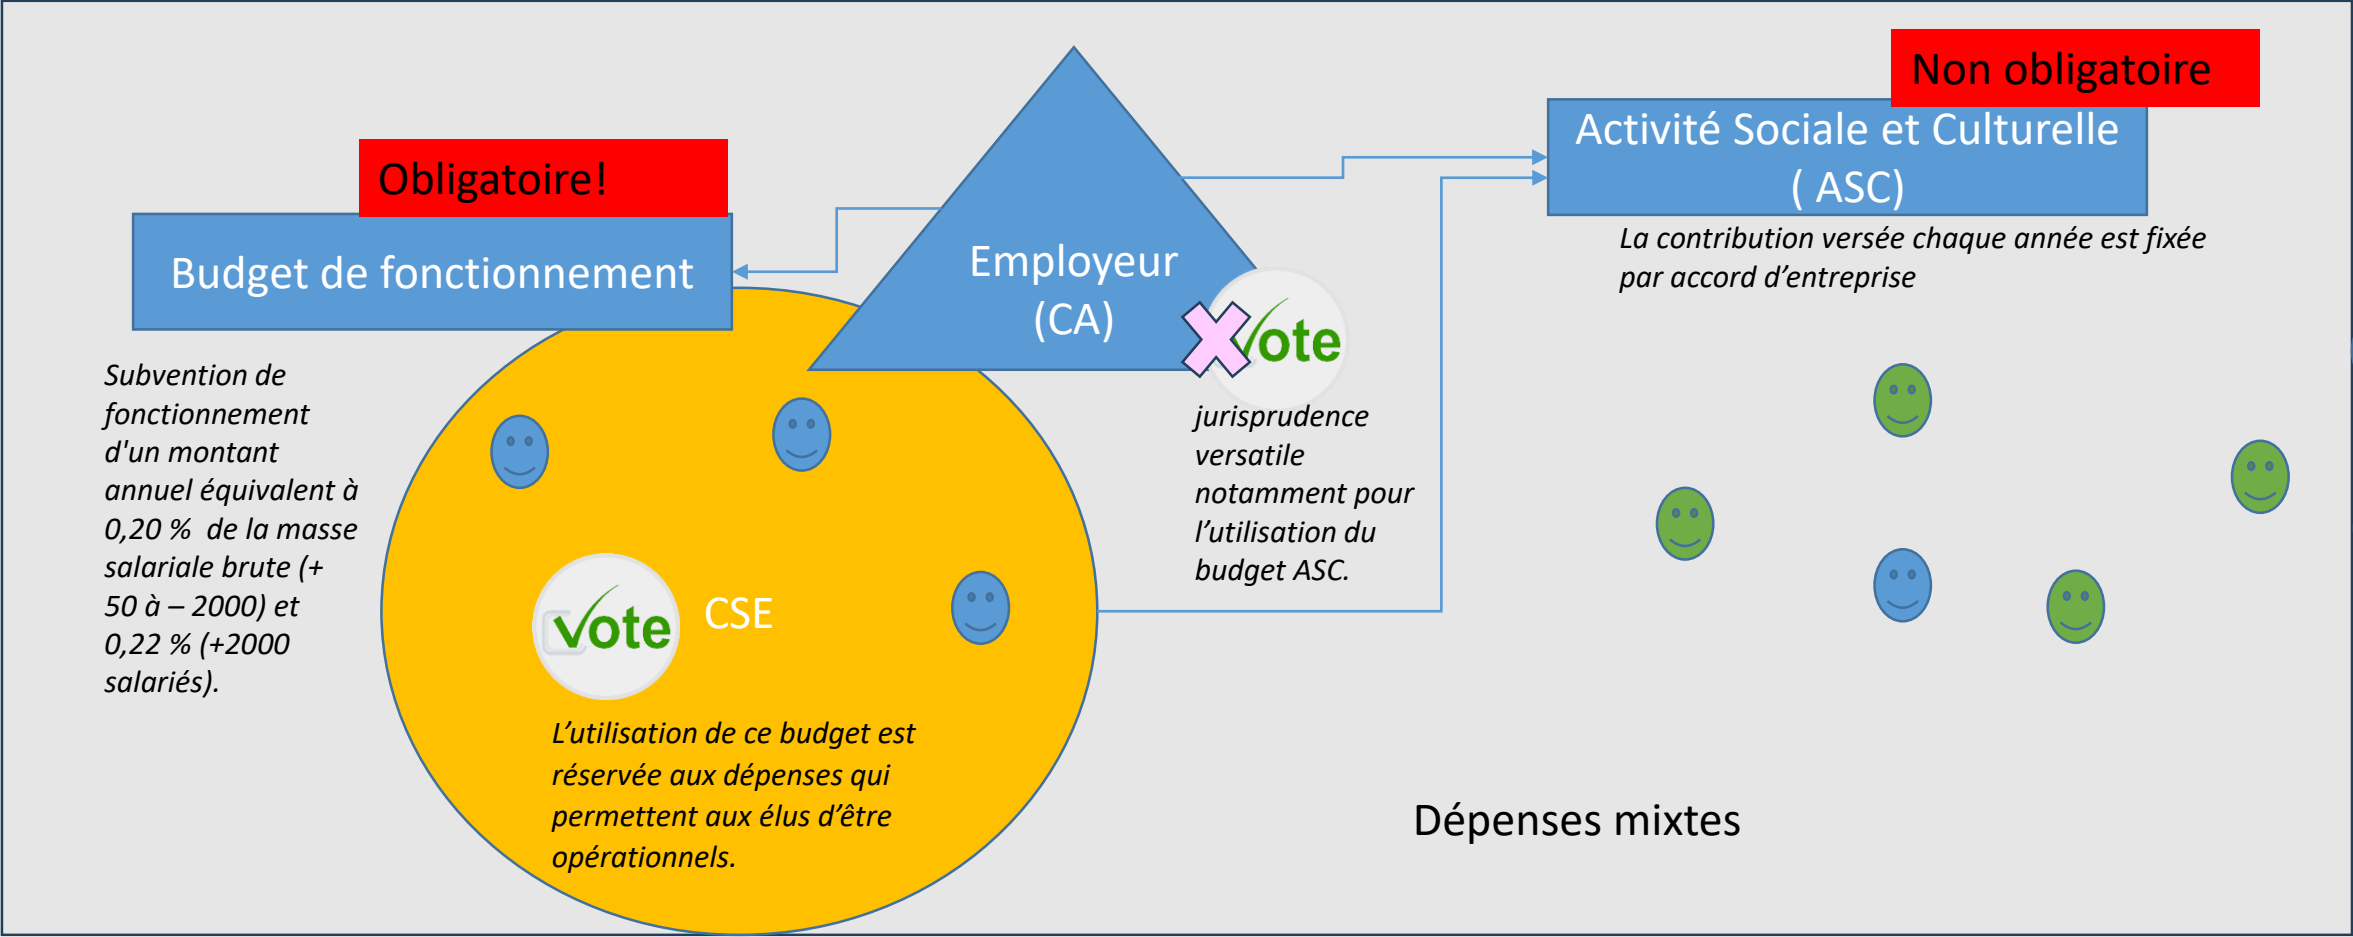 Non obligatoire
Activité Sociale et Culturelle
( ASC)
La contribution versée chaque année est fixée
par accord d’entreprise
Obligatoire!
Budget de fonctionnement
Employeur
(CA)
Vote
jurisprudence
versatile
notamment pour
l’utilisation du
budget ASC.
Subvention de
fonctionnement
d'un montant
annuel équivalent à
0,20 %  de la masse
salariale brute (+
50 à – 2000) et
0,22 % (+2000
salariés).
Vote
CSE
L’utilisation de ce budget est
réservée aux dépenses qui
permettent aux élus d’être
opérationnels.
Dépenses mixtes